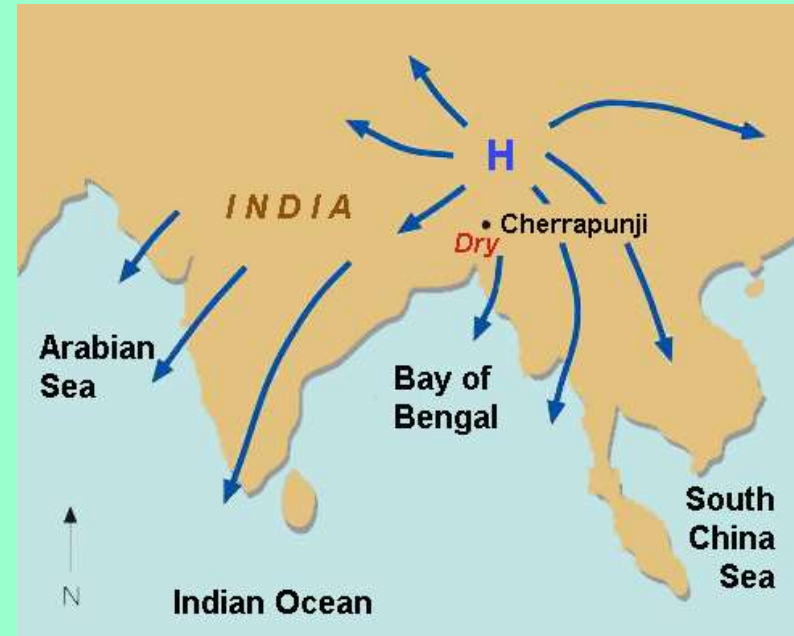 H
INDIA
Cherrapunji
Dry
Arabian
Sea
Bay of
Bengal
South
China
Sea
N
Indian Ocean